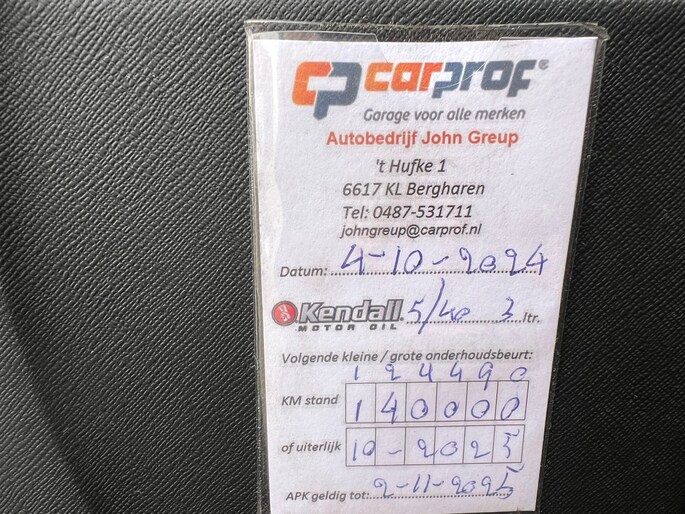 cp carprof®
Garage voor alle merken
Autobedrijf John Greup
't Hufke 1
6617 KL Bergharen
Tel: 0487-531711
johngreup@carprof.nl
Datum: 4-10-2024
Kendall® 5/40 3 ltr.
MOTOR OIL
Volgende kleine / grote onderhoudsbeurt:
124490
KM stand 140000
of uiterlijk 10-2025
APK geldig tot: 2-11-2025